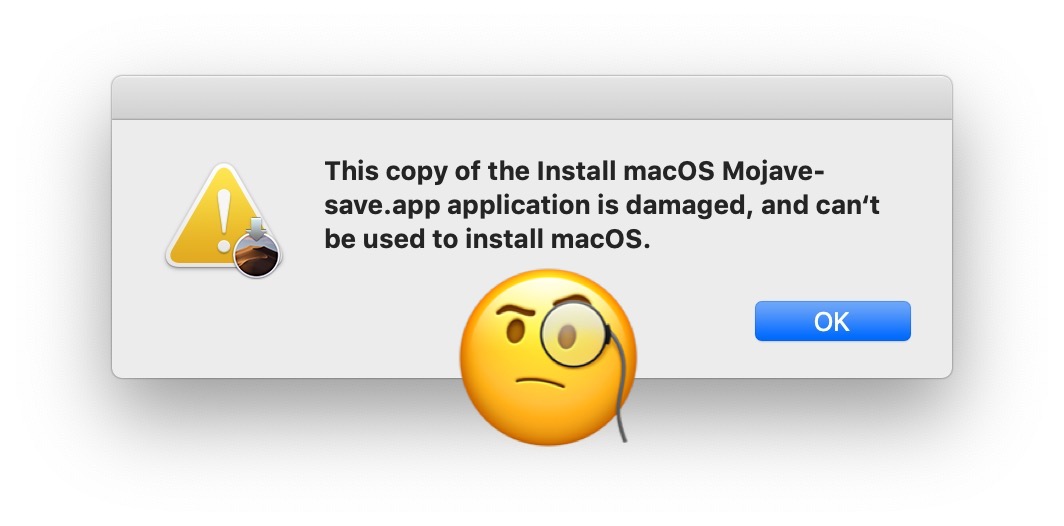 This copy of the Install macOS Mojave-
save.app application is damaged, and can‘t
be used to install macOS.
OK